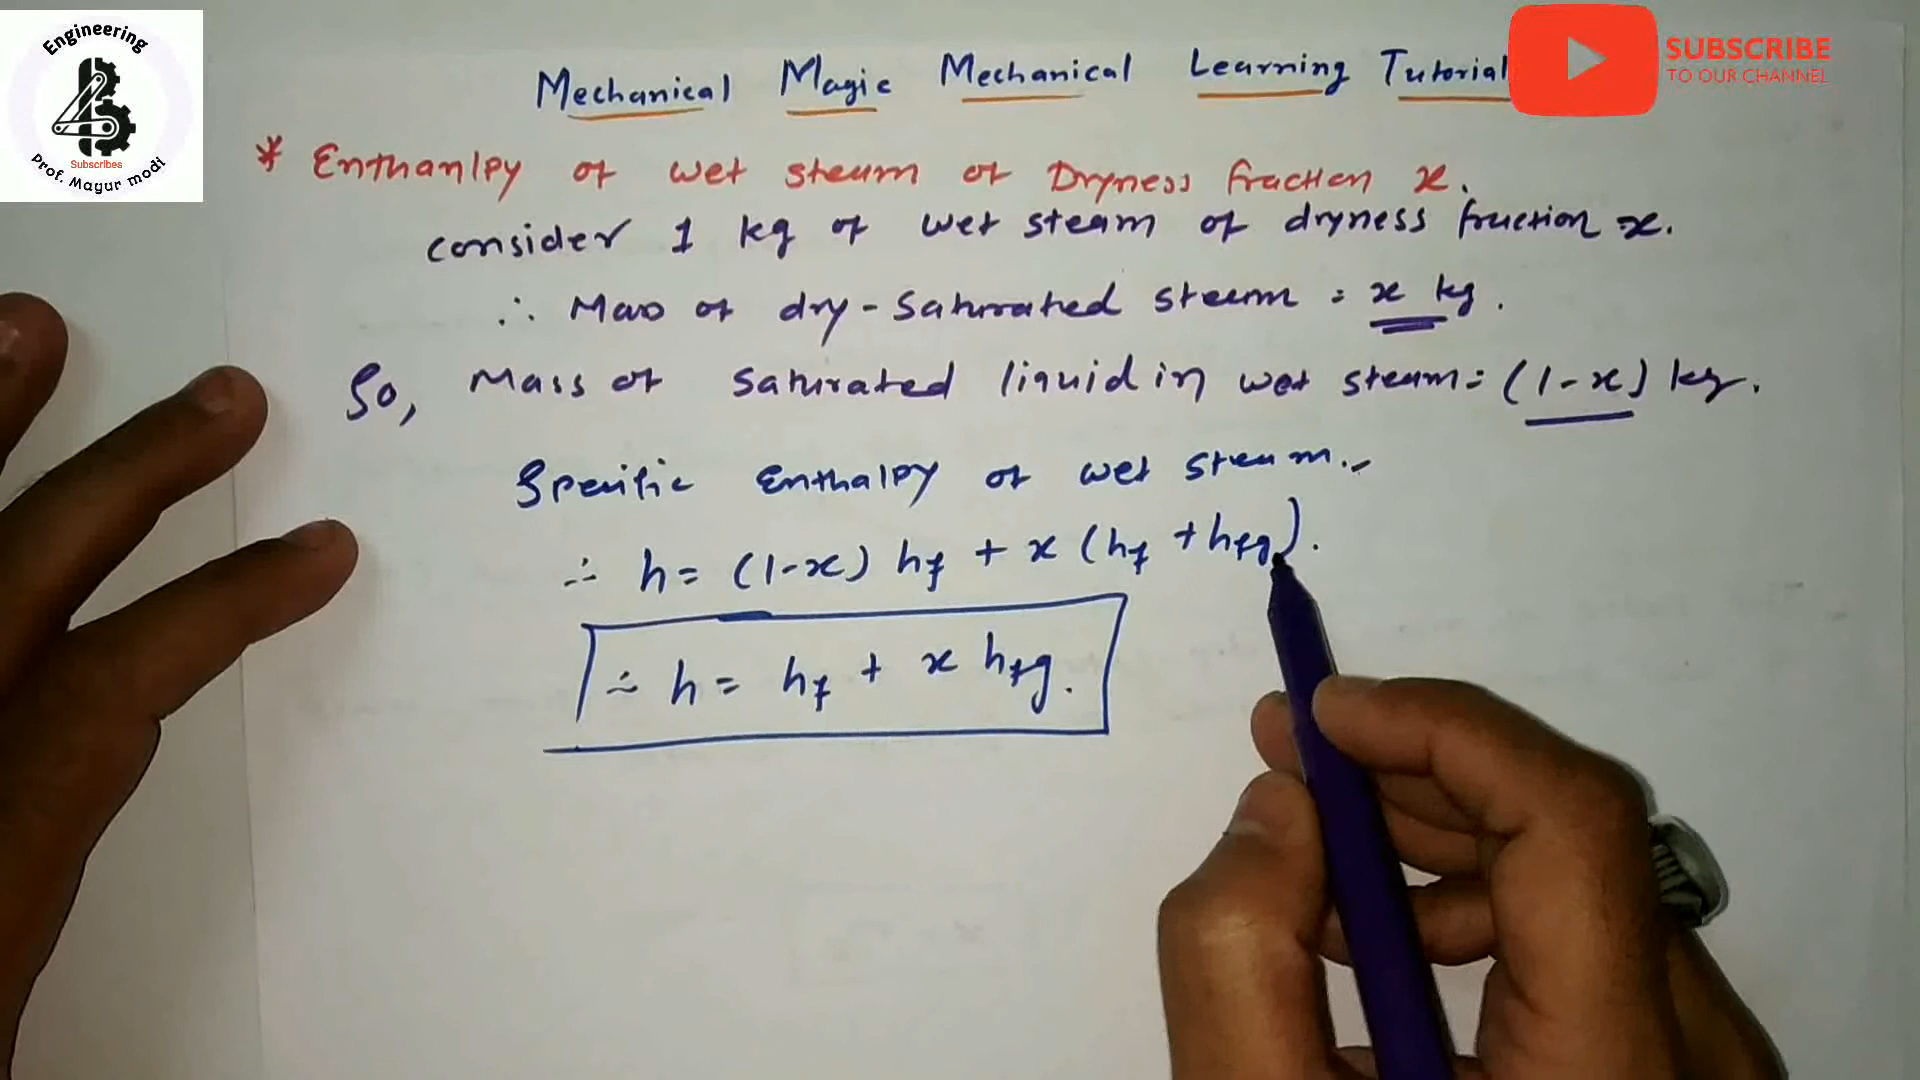 Engineering
Subscribes
Prof. Mayur modi
SUBSCRIBE
TO OUR CHANNEL
Mechanical Magic Mechanical Learning Tutorial
* Enthanlpy of wet steam of Dryness fraction x.
consider 1 kg of wet steam of dryness fraction x.
∴ Mass of dry-saturated steam = x kg.
So, Mass of saturated liquid in wet steam = (1-x) kg.
Specific Enthalpy of wet steam.
∴ h = (1-x) hf + x (hf + hfg).
∴ h = hf + x hfg.